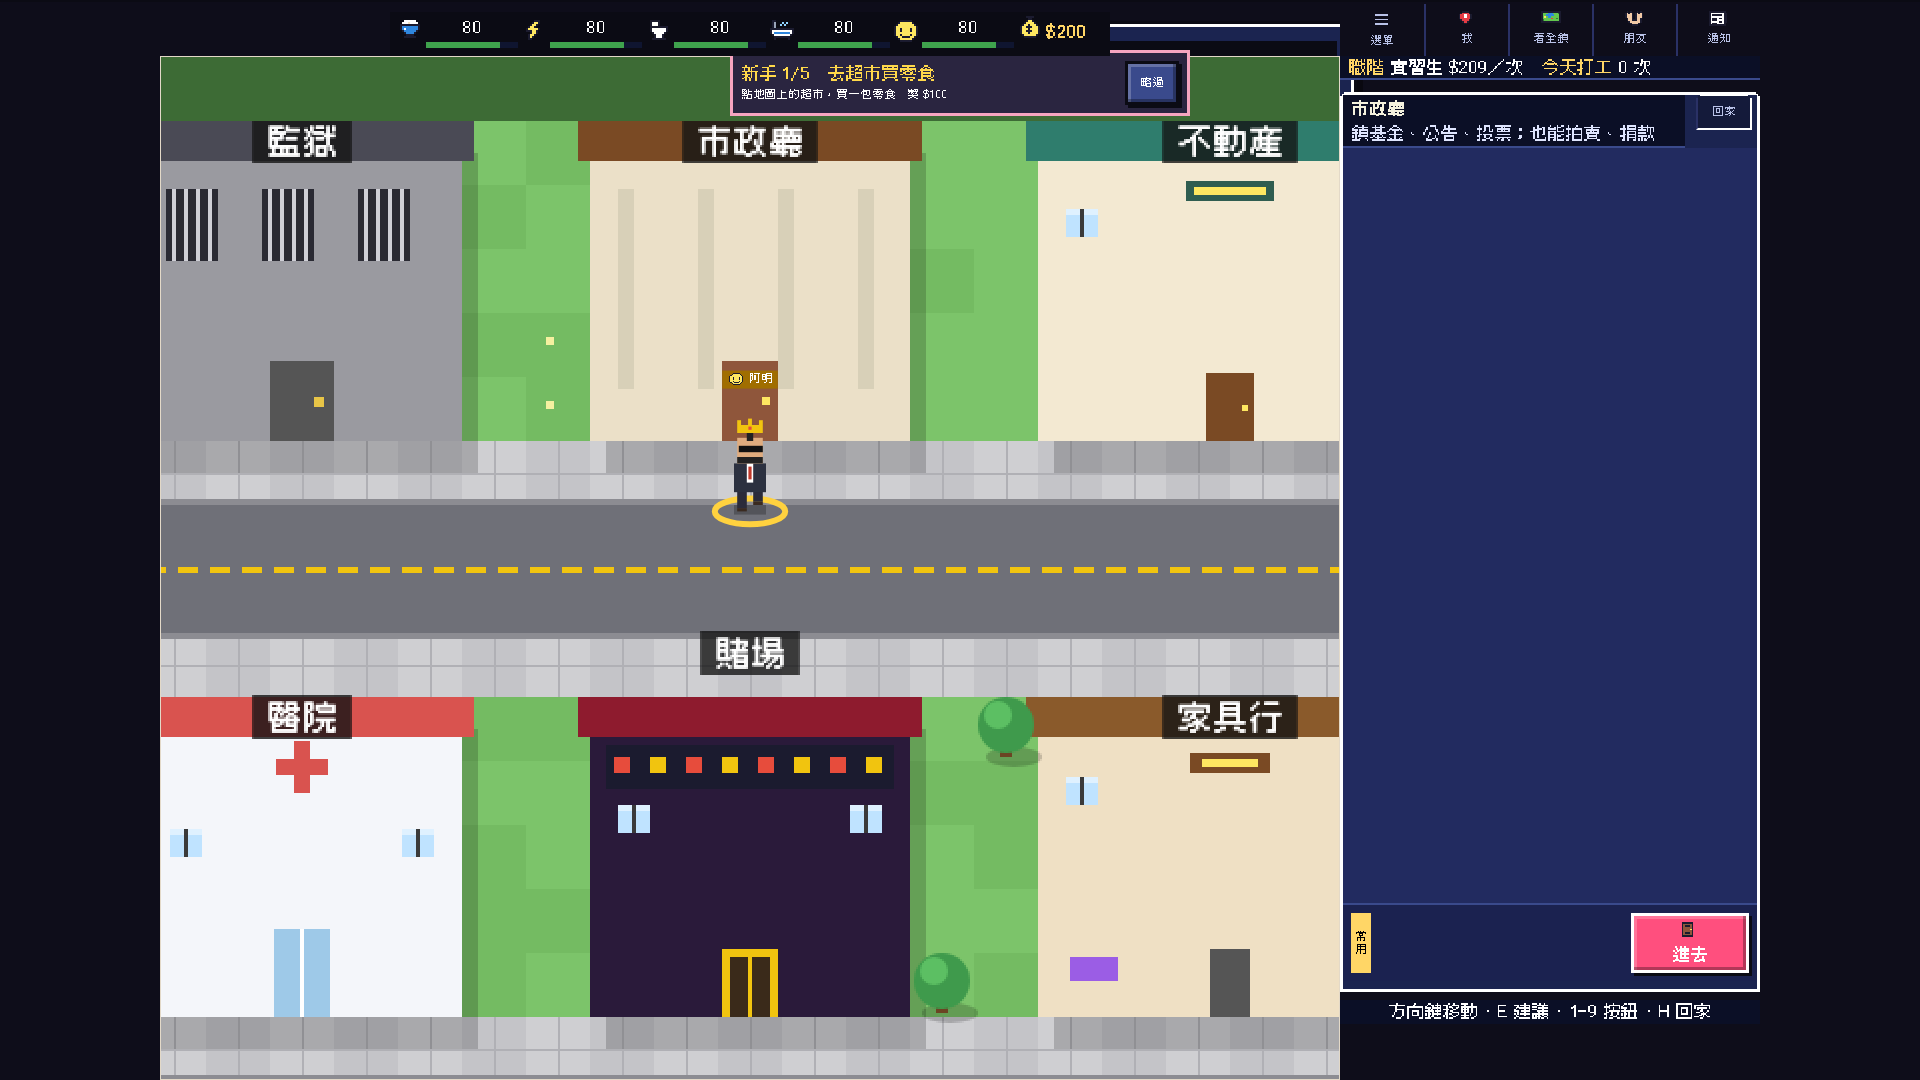 80 80 80 80 80 $200
選單 我 看全鎮 朋友 通知
職階 實習生 $209／次 今天打工 0 次
新手 1/5 去超市買零食
點地圖上的超市，買一包零食 獎 $100
略過
市政廳
鎮基金、公告、投票；也能拍賣、捐款
回家
監獄
市政廳
不動產
阿明
賭場
醫院
家具行
常用
進去
方向鍵移動 · E 建議 · 1-9 按鈕 · H 回家